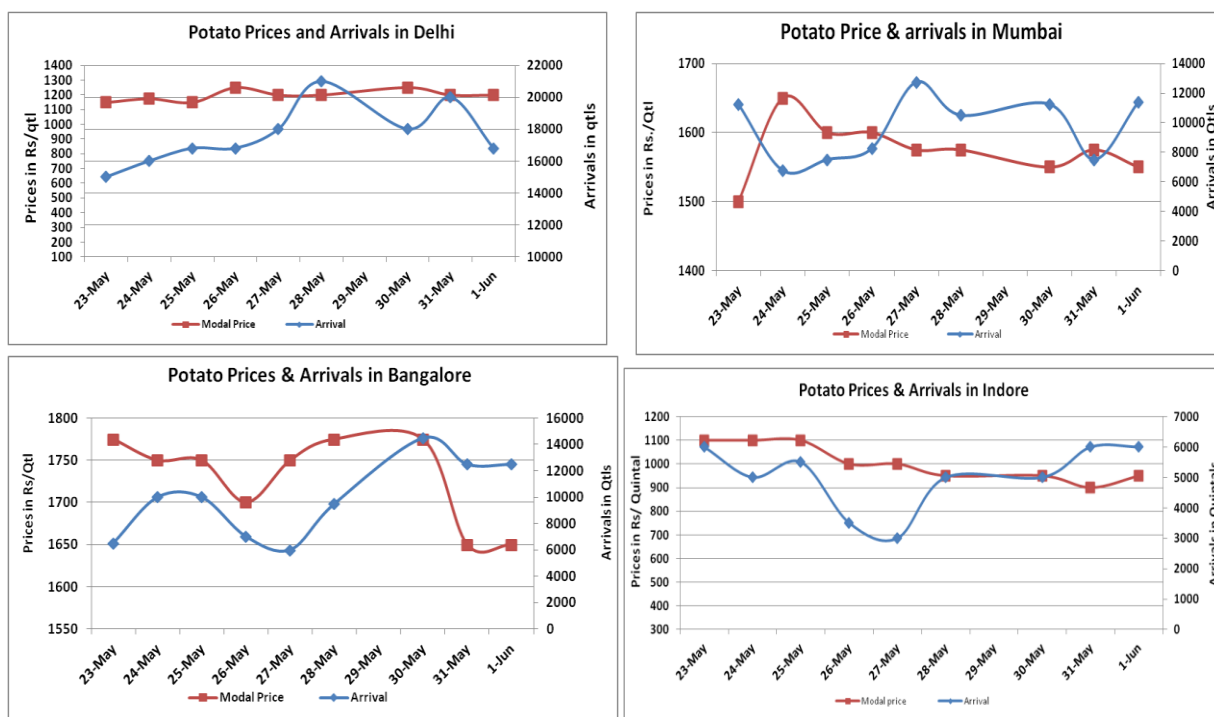 Potato Prices and Arrivals in Delhi
Prices in Rs/qtl
1400
1300
1200
1100
1000
900
800
700
600
500
400
300
200
100
22000
20000
18000
16000
14000
12000
10000
Arrivals in qtls
23-May
24-May
25-May
26-May
27-May
28-May
29-May
30-May
31-May
1-Jun
Modal Price
Arrival
Potato Price & arrivals in Mumbai
Prices in Rs./Qtl
1700
1600
1500
1400
14000
12000
10000
8000
6000
4000
2000
0
Arrivals in Qtls
23-May
24-May
25-May
26-May
27-May
28-May
29-May
30-May
31-May
1-Jun
Modal Price
Arrival
Potato Prices & Arrivals in Bangalore
Prices in Rs/Qtl
1800
1750
1700
1650
1600
1550
16000
14000
12000
10000
8000
6000
4000
2000
0
Arrivals in Qtls
23-May
24-May
25-May
26-May
27-May
28-May
29-May
30-May
31-May
1-Jun
Modal Price
Arrival
Potato Prices & Arrivals in Indore
Prices in Rs/ Quintal
1200
1100
1000
900
800
700
600
500
400
300
7000
6000
5000
4000
3000
2000
1000
0
Arrivals in Quintals
23-May
24-May
25-May
26-May
27-May
28-May
29-May
30-May
31-May
1-Jun
Modal price
Arrival